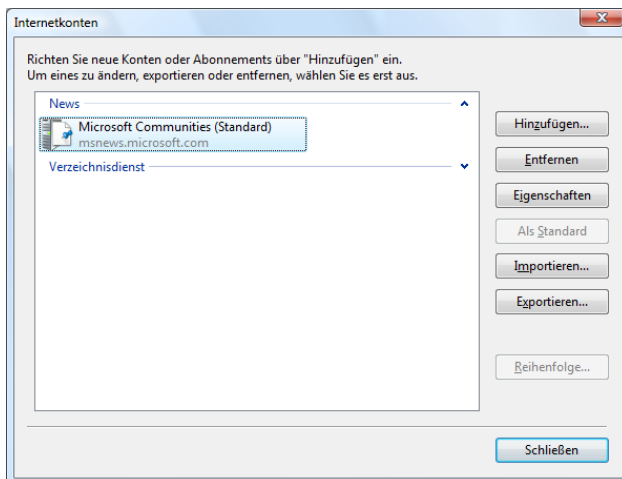 Internetkonten
Richten Sie neue Konten oder Abonnements über "Hinzufügen" ein.
Um eines zu ändern, exportieren oder entfernen, wählen Sie es erst aus.
News
Microsoft Communities (Standard)
msnews.microsoft.com
Verzeichnisdienst
Hinzufügen...
Entfernen
Eigenschaften
Als Standard
Importieren...
Exportieren...
Reihenfolge...
Schließen